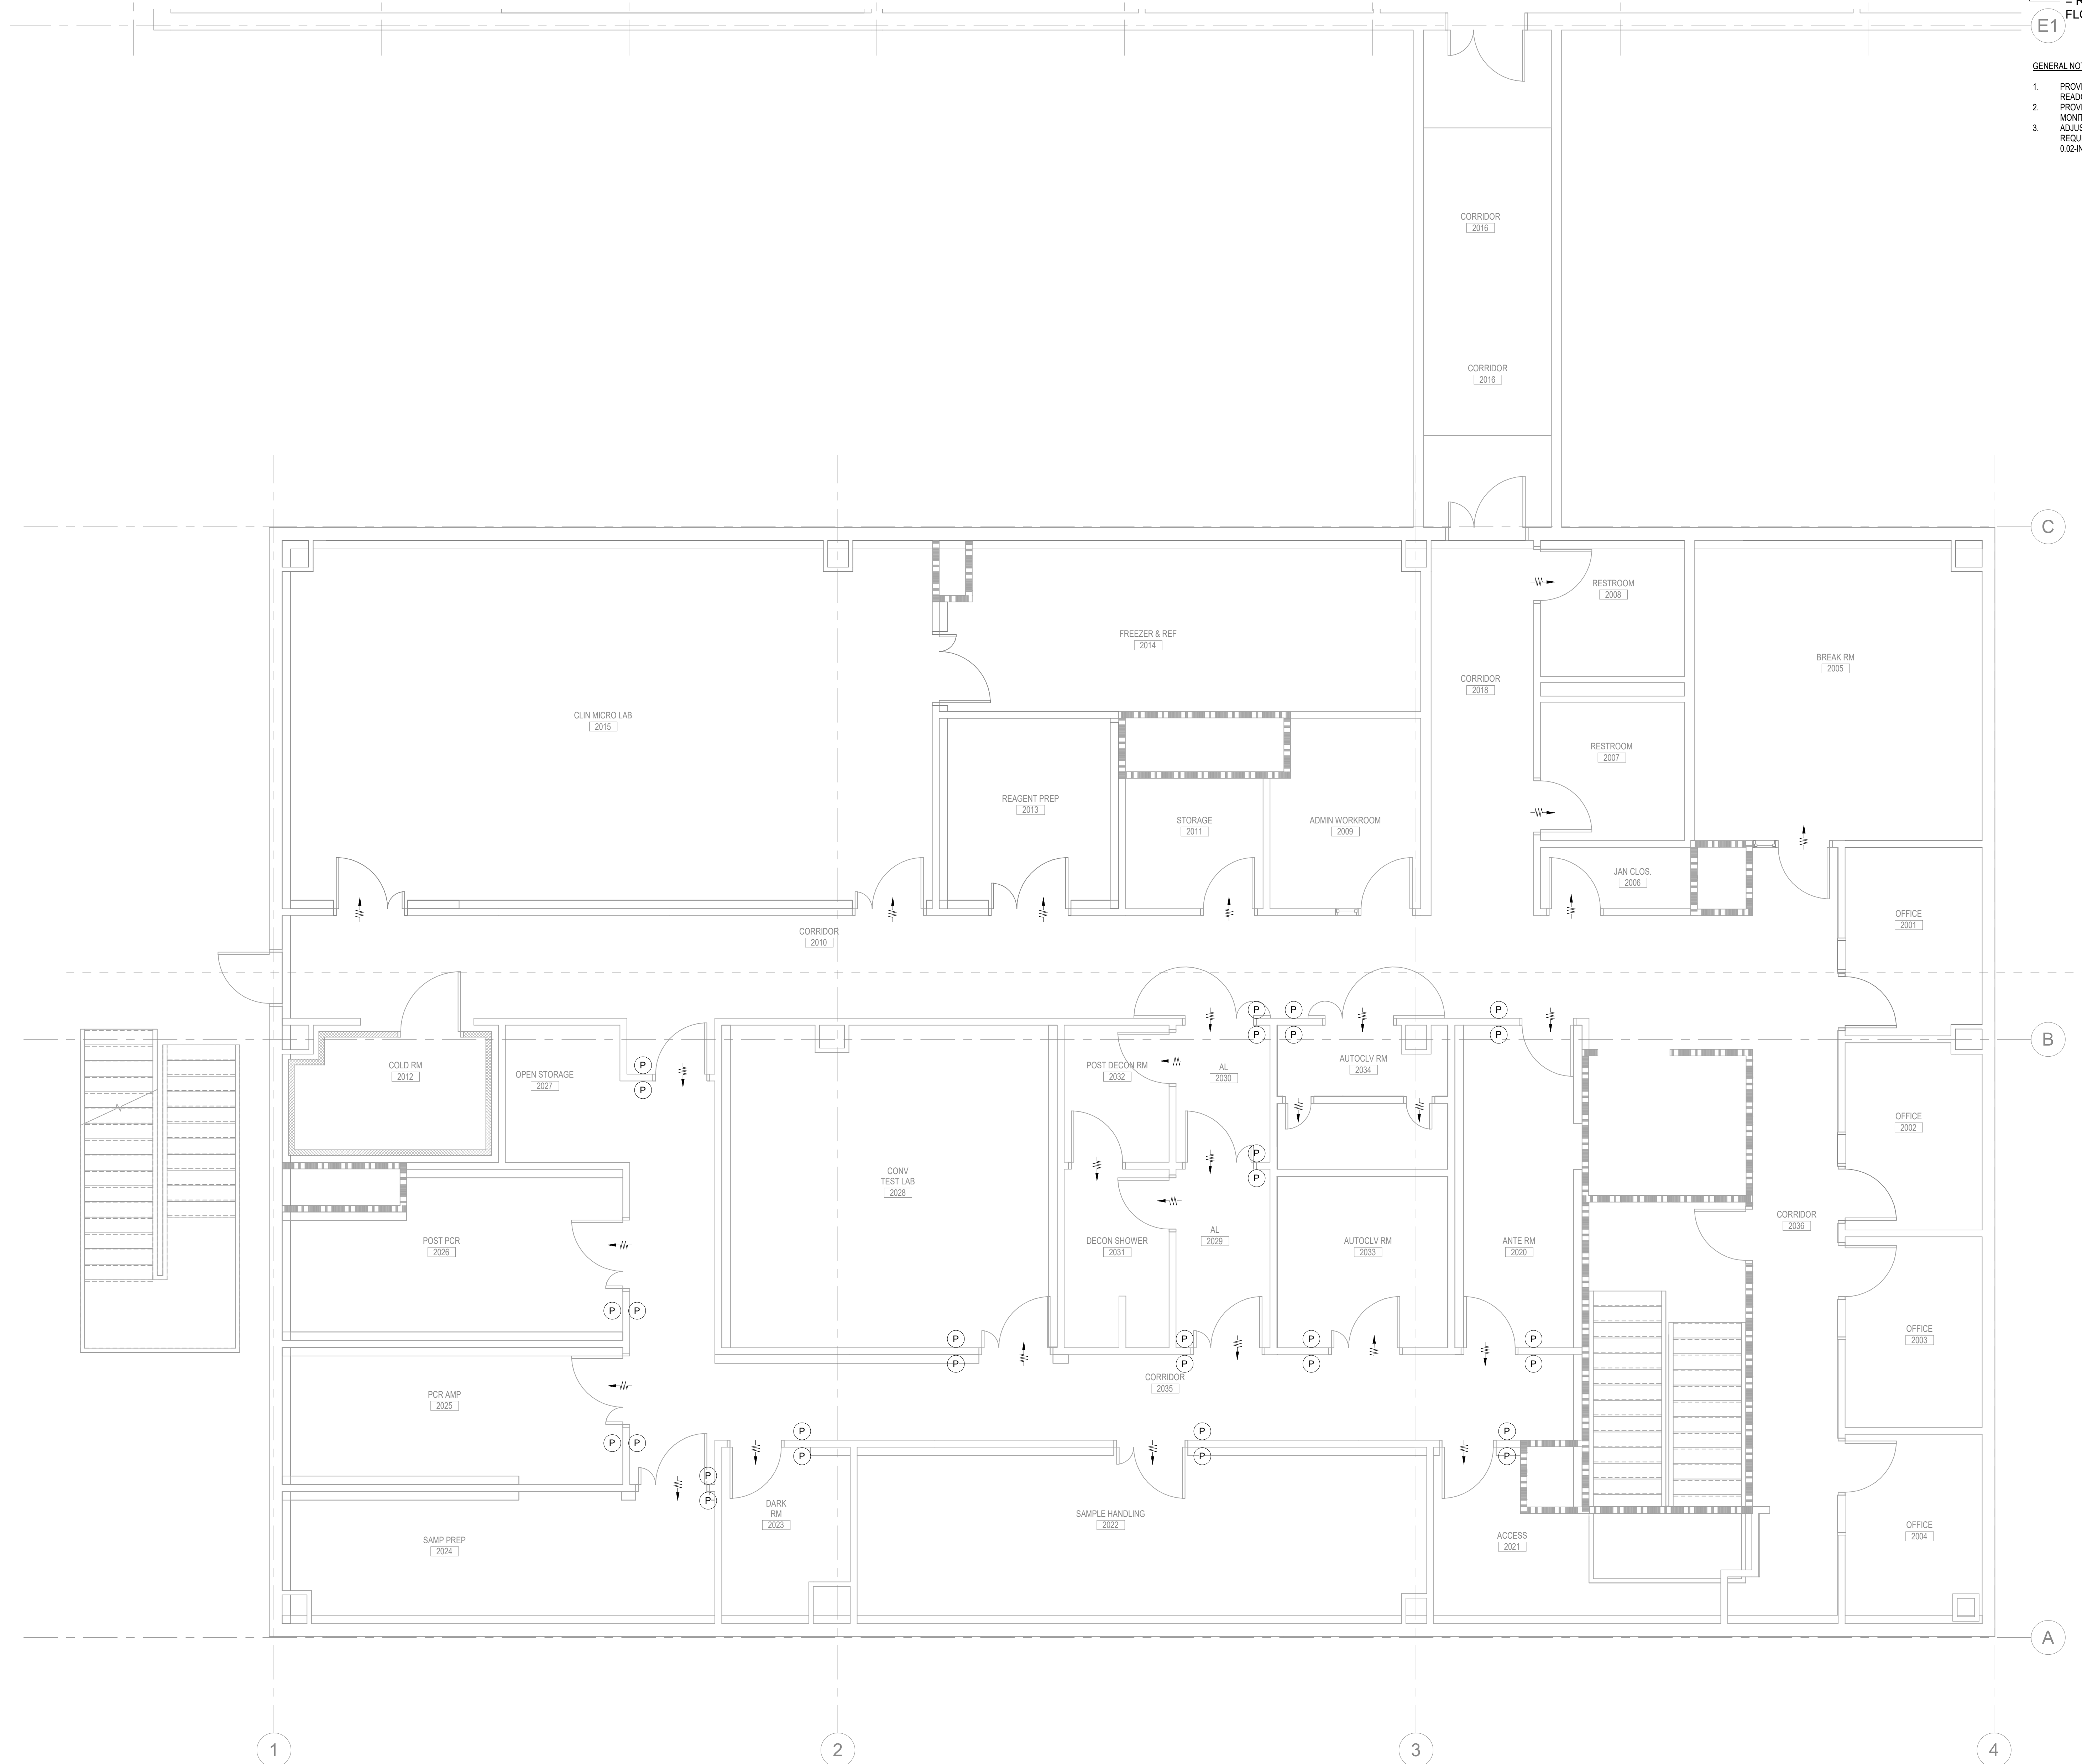 E1
GENERAL NO
1.
2.
3.
0.02-IN
CORRIDOR
2016
CORRIDOR
2016
C
RESTROOM
2008
FREEZER & REF
2014
BREAK RM
2005
CORRIDOR
2018
CLIN MICRO LAB
2015
RESTROOM
2007
REAGENT PREP
2013
STORAGE
2011
ADMIN WORKROOM
2009
JAN CLOS.
2006
OFFICE
2001
CORRIDOR
2010
P
P
P
P
P
P
B
COLD RM
2012
OPEN STORAGE
2027
P
P
POST DECON RM
2032
AL
2030
AUTOCLV RM
2034
OFFICE
2002
P
P
CONV
TEST LAB
2028
CORRIDOR
2036
POST PCR
2026
DECON SHOWER
2031
AL
2029
AUTOCLV RM
2033
ANTE RM
2020
P
P
OFFICE
2003
P
P
P
P
P
P
P
P
CORRIDOR
2035
PCR AMP
2025
P
P
P
P
P
P
P
P
P
P
DARK
RM
2023
SAMPLE HANDLING
2022
ACCESS
2021
OFFICE
2004
SAMP PREP
2024
A
1
2
3
4